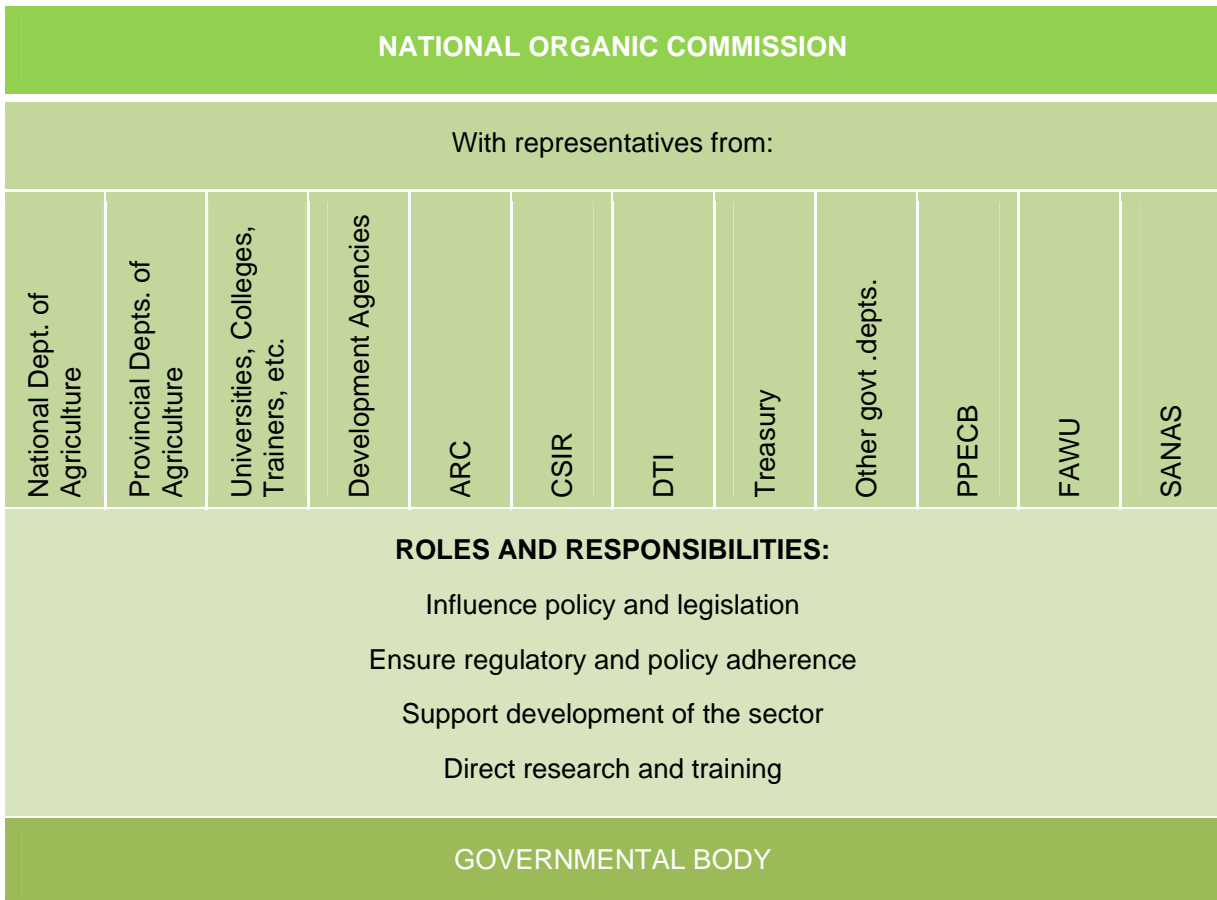 NATIONAL ORGANIC COMMISSION
With representatives from:
National Dept. of
Agriculture
Provincial Depts. of
Agriculture
Universities, Colleges,
Trainers, etc.
Development Agencies
ARC
CSIR
DTI
Treasury
Other govt .depts.
PPECB
FAWU
SANAS
ROLES AND RESPONSIBILITIES:
Influence policy and legislation
Ensure regulatory and policy adherence
Support development of the sector
Direct research and training
GOVERNMENTAL BODY